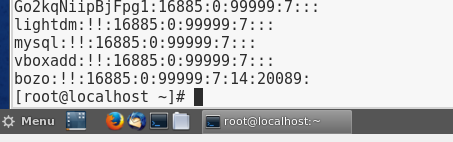 Go2kqNiipBjFpg1:16885:0:99999:7:::
lightdm:!!:16885:0:99999:7:::
mysql:!!:16885:0:99999:7:::
vboxadd:!!:16885:0:99999:7:::
bozo:!!:16885:0:99999:7:14:20089:
[root@localhost ~]#
Menu
root@localhost:~